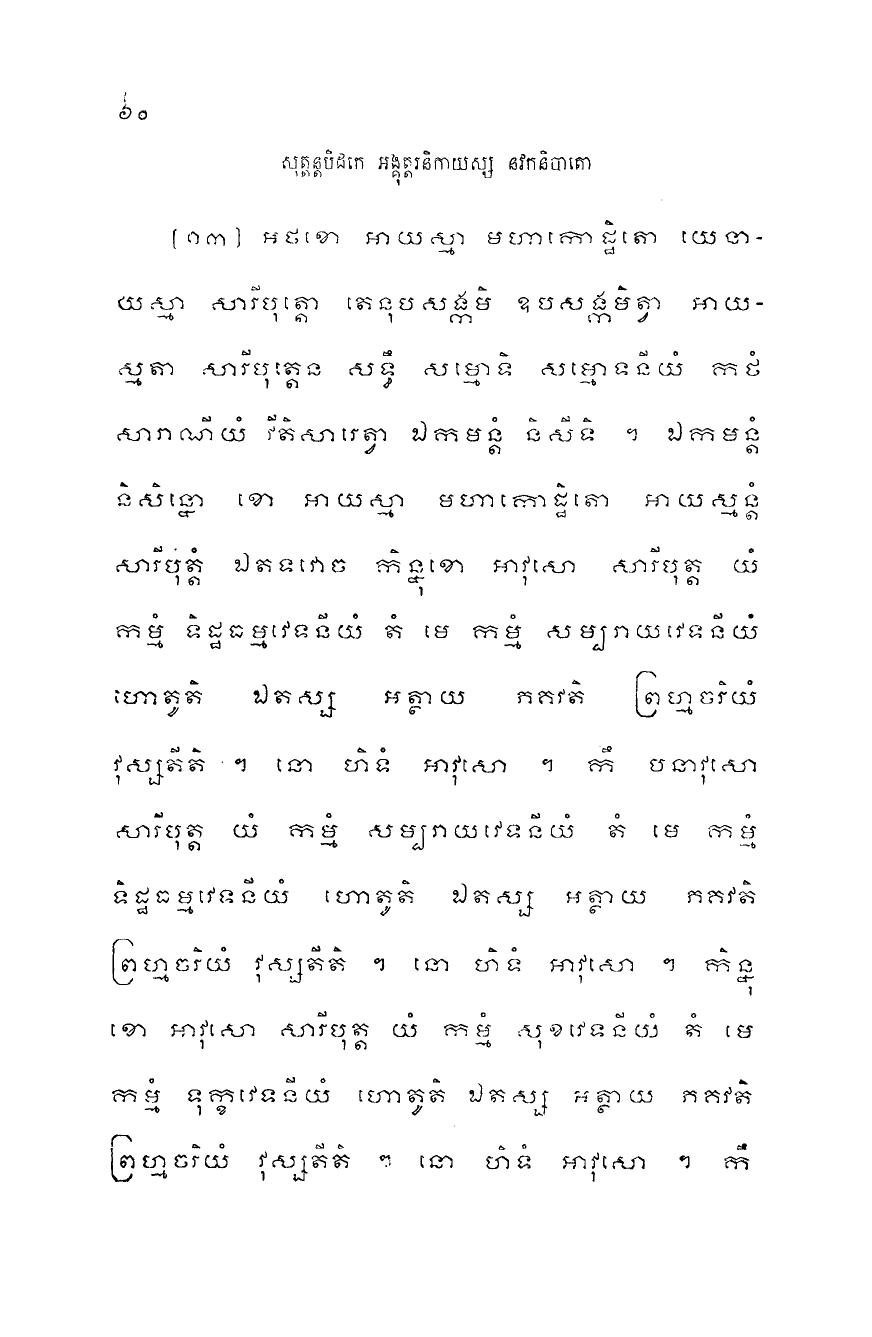 ៦០
សុត្តន្តបិដកេ អង្គុត្តរនិកាយស្ស នវកនិបាតោ
[១៣] អថខោ អាយស្មា មហាកោដ្ឋិតោ យេនា-
យស្មា សារីបុត្តោ តេនុបសង្កមិ ឧបសង្កមិត្វា អាយ-
ស្មតា សារីបុត្តេន សទ្ធឹ សម្មោទិ សម្មោទនីយំ កថំ
សារាណីយំ វីតិសារេត្វា ឯកមន្តំ និសីទិ ។ ឯកមន្តំ
និសិន្នោ ខោ អាយស្មា មហាកោដ្ឋិតោ អាយស្មន្តំ
សារីបុត្តំ ឯតទវោច កិន្នុខោ អាវុសោ សារីបុត្ត យំ
កម្មំ ទិដ្ឋធម្មវេទនីយំ តំ មេ កម្មំ សម្បរាយវេទនីយំ
ហោតូតិ ឯតស្ស អត្ថាយ ភគវតិ ព្រហ្មចរិយំ
វុស្សតីតិ ។ នោ ហិទំ អាវុសោ ។ កឹ បនាវុសោ
សារីបុត្ត យំ កម្មំ សម្បរាយវេទនីយំ តំ មេ កម្មំ
ទិដ្ឋធម្មវេទនីយំ ហោតូតិ ឯតស្ស អត្ថាយ ភគវតិ
ព្រហ្មចរិយំ វុស្សតីតិ ។ នោ ហិទំ អាវុសោ ។ កិន្នុ
ខោ អាវុសោ សារីបុត្ត យំ កម្មំ សុខវេទនីយំ តំ មេ
កម្មំ ទុក្ខវេទនីយំ ហោតូតិ ឯតស្ស អត្ថាយ ភគវតិ
ព្រហ្មចរិយំ វុស្សតីតិ ។ នោ ហិទំ អាវុសោ ។ កឹ